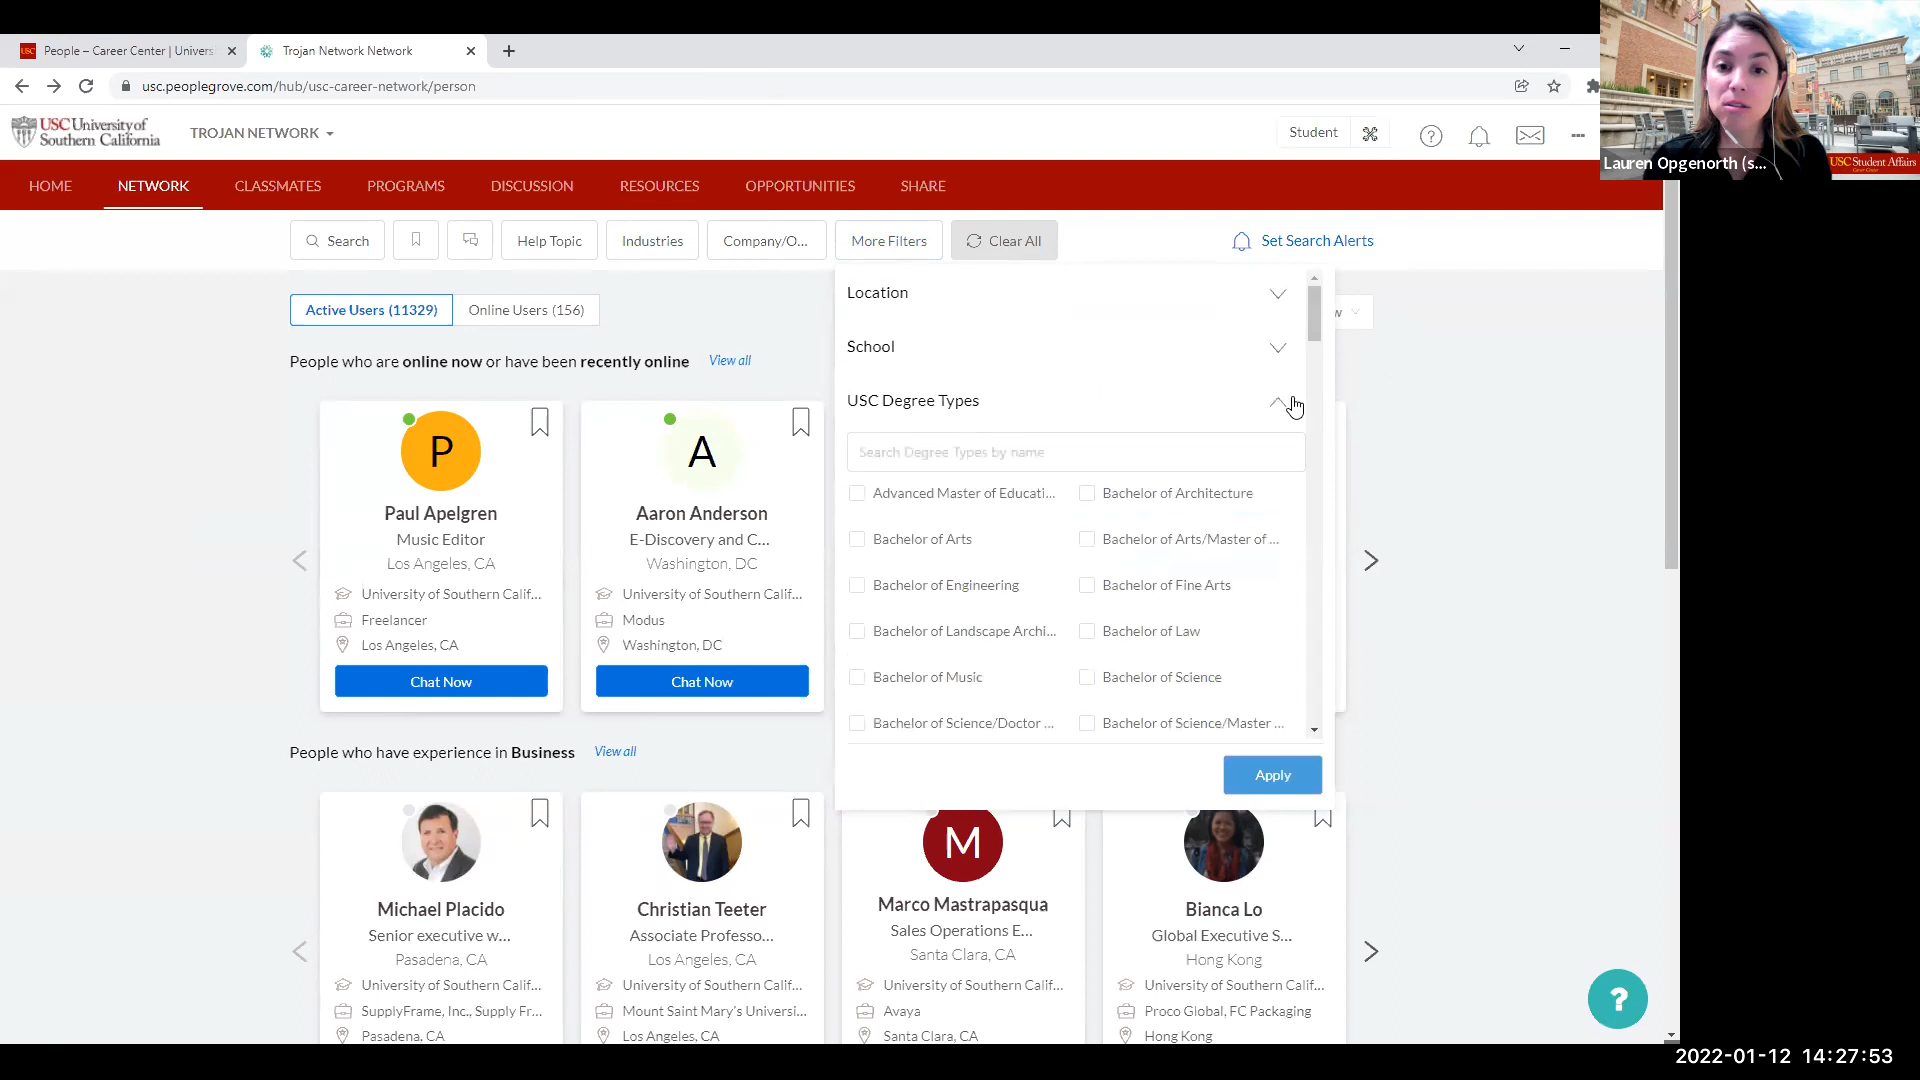 People – Career Center | Univers
Trojan Network Network
usc.peoplegrove.com/hub/usc-career-network/person
USC University of
Southern California
TROJAN NETWORK
Student
HOME
NETWORK
CLASSMATES
PROGRAMS
DISCUSSION
RESOURCES
OPPORTUNITIES
SHARE
Lauren Opgenorth (s...
USC Student Affairs
Search
Help Topic
Industries
Company/O...
More Filters
Clear All
Set Search Alerts
Active Users (11329)
Online Users (156)
People who are online now or have been recently online
View all
P
Paul Apelgren
Music Editor
Los Angeles, CA
University of Southern Calif...
Freelancer
Los Angeles, CA
Chat Now
A
Aaron Anderson
E-Discovery and C...
Washington, DC
University of Southern Calif...
Modus
Washington, DC
Chat Now
Location
School
USC Degree Types
Search Degree Types by name
Advanced Master of Educati...
Bachelor of Architecture
Bachelor of Arts
Bachelor of Arts/Master of ...
Bachelor of Engineering
Bachelor of Fine Arts
Bachelor of Landscape Archi...
Bachelor of Law
Bachelor of Music
Bachelor of Science
Bachelor of Science/Doctor ...
Bachelor of Science/Master ...
Apply
People who have experience in Business
View all
Michael Placido
Senior executive w...
Pasadena, CA
University of Southern Calif...
SupplyFrame, Inc., Supply Fr...
Pasadena, CA
Christian Teeter
Associate Professo...
Los Angeles, CA
University of Southern Calif...
Mount Saint Mary's Universi...
Los Angeles, CA
M
Marco Mastrapasqua
Sales Operations E...
Santa Clara, CA
University of Southern Calif...
Avaya
Santa Clara, CA
Bianca Lo
Global Executive S...
Hong Kong
University of Southern Calif...
Proco Global, FC Packaging
Hong Kong
?
2022-01-12 14:27:53